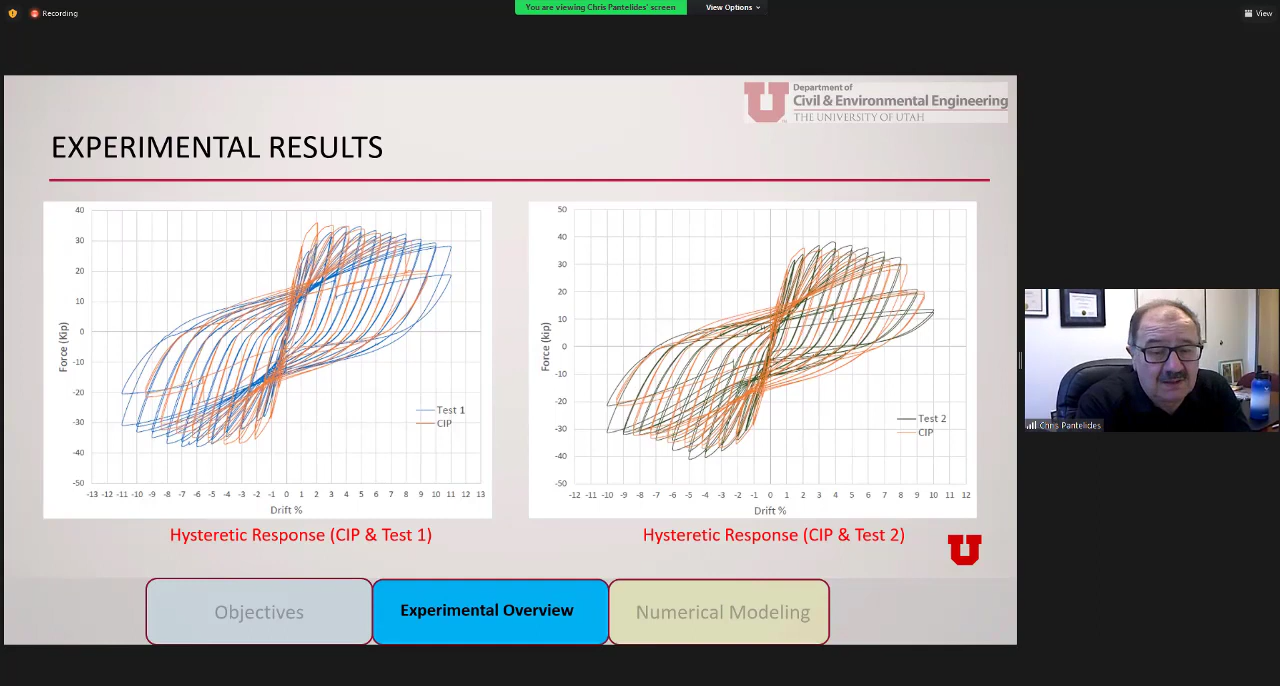 Recording
You are viewing Chris Pantelides' screen
View Options
View
Department of
Civil & Environmental Engineering
THE UNIVERSITY OF UTAH
EXPERIMENTAL RESULTS
40
30
20
10
0
-10
-20
-30
-40
-50
Force (Kip)
-13 -12 -11 -10 -9 -8 -7 -6 -5 -4 -3 -2 -1 0 1 2 3 4 5 6 7 8 9 10 11 12 13
Drift %
Test 1
CIP
Hysteretic Response (CIP & Test 1)
50
40
30
20
10
0
-10
-20
-30
-40
-50
Force (kip)
-12 -11 -10 -9 -8 -7 -6 -5 -4 -3 -2 -1 0 1 2 3 4 5 6 7 8 9 10 11 12
Drift %
Test 2
CIP
Hysteretic Response (CIP & Test 2)
Objectives
Experimental Overview
Numerical Modeling
Chris Pantelides